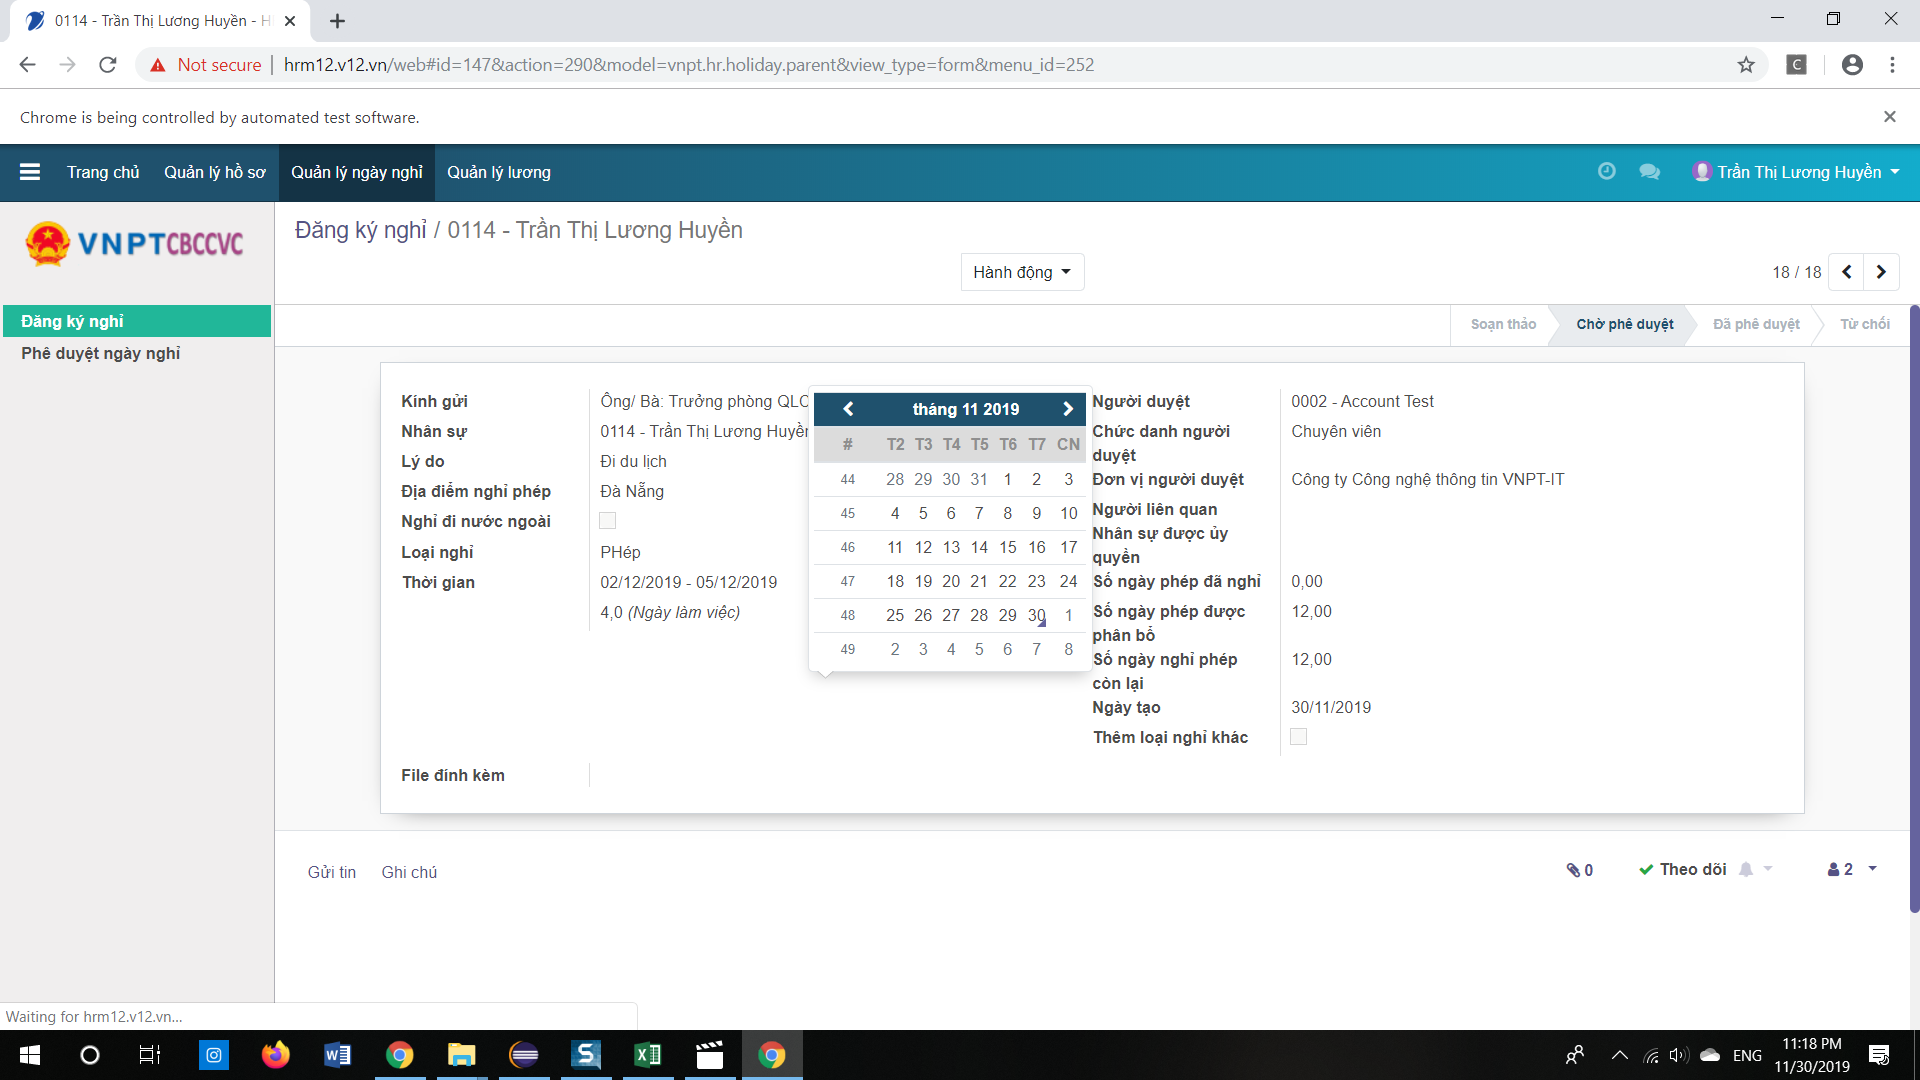 0114 - Trần Thị Lương Huyền - H
Not secure
hrm12.v12.vn/web#id=147&action=290&model=vnpt.hr.holiday.parent&view_type=form&menu_id=252
C
Chrome is being controlled by automated test software.
Trang chủ Quản lý hồ sơ Quản lý ngày nghỉ Quản lý lương
Trần Thị Lương Huyền
VNPTCBCCVC
Đăng ký nghỉ
Phê duyệt ngày nghỉ
Đăng ký nghỉ / 0114 - Trần Thị Lương Huyền
Hành động
18 / 18
Soạn thảo Chờ phê duyệt Đã phê duyệt Từ chối
Kính gửi Ông/ Bà: Trưởng phòng QLC
Nhân sự 0114 - Trần Thị Lương Huyền
Lý do Đi du lịch
Địa điểm nghỉ phép Đà Nẵng
Nghỉ đi nước ngoài
Loại nghỉ PHép
Thời gian 02/12/2019 - 05/12/2019
4,0 (Ngày làm việc)
File đính kèm
tháng 11 2019
# T2 T3 T4 T5 T6 T7 CN
44 28 29 30 31 1 2 3
45 4 5 6 7 8 9 10
46 11 12 13 14 15 16 17
47 18 19 20 21 22 23 24
48 25 26 27 28 29 30 1
49 2 3 4 5 6 7 8
Người duyệt 0002 - Account Test
Chức danh người Chuyên viên
duyệt
Đơn vị người duyệt Công ty Công nghệ thông tin VNPT-IT
Người liên quan
Nhân sự được ủy
quyền
Số ngày phép đã nghỉ 0,00
Số ngày phép được 12,00
phân bổ
Số ngày nghỉ phép 12,00
còn lại
Ngày tạo 30/11/2019
Thêm loại nghỉ khác
Gửi tin Ghi chú
0 Theo dõi 2
Waiting for hrm12.v12.vn...
ENG
11:18 PM
11/30/2019